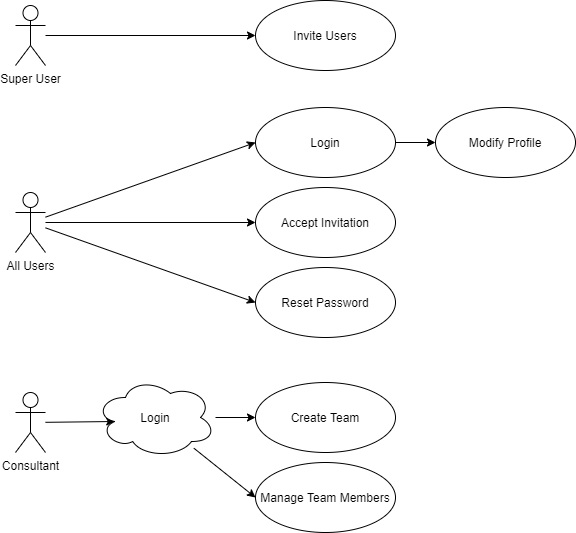 Invite Users
Super User
Login
Modify Profile
Accept Invitation
All Users
Reset Password
Login
Create Team
Consultant
Manage Team Members